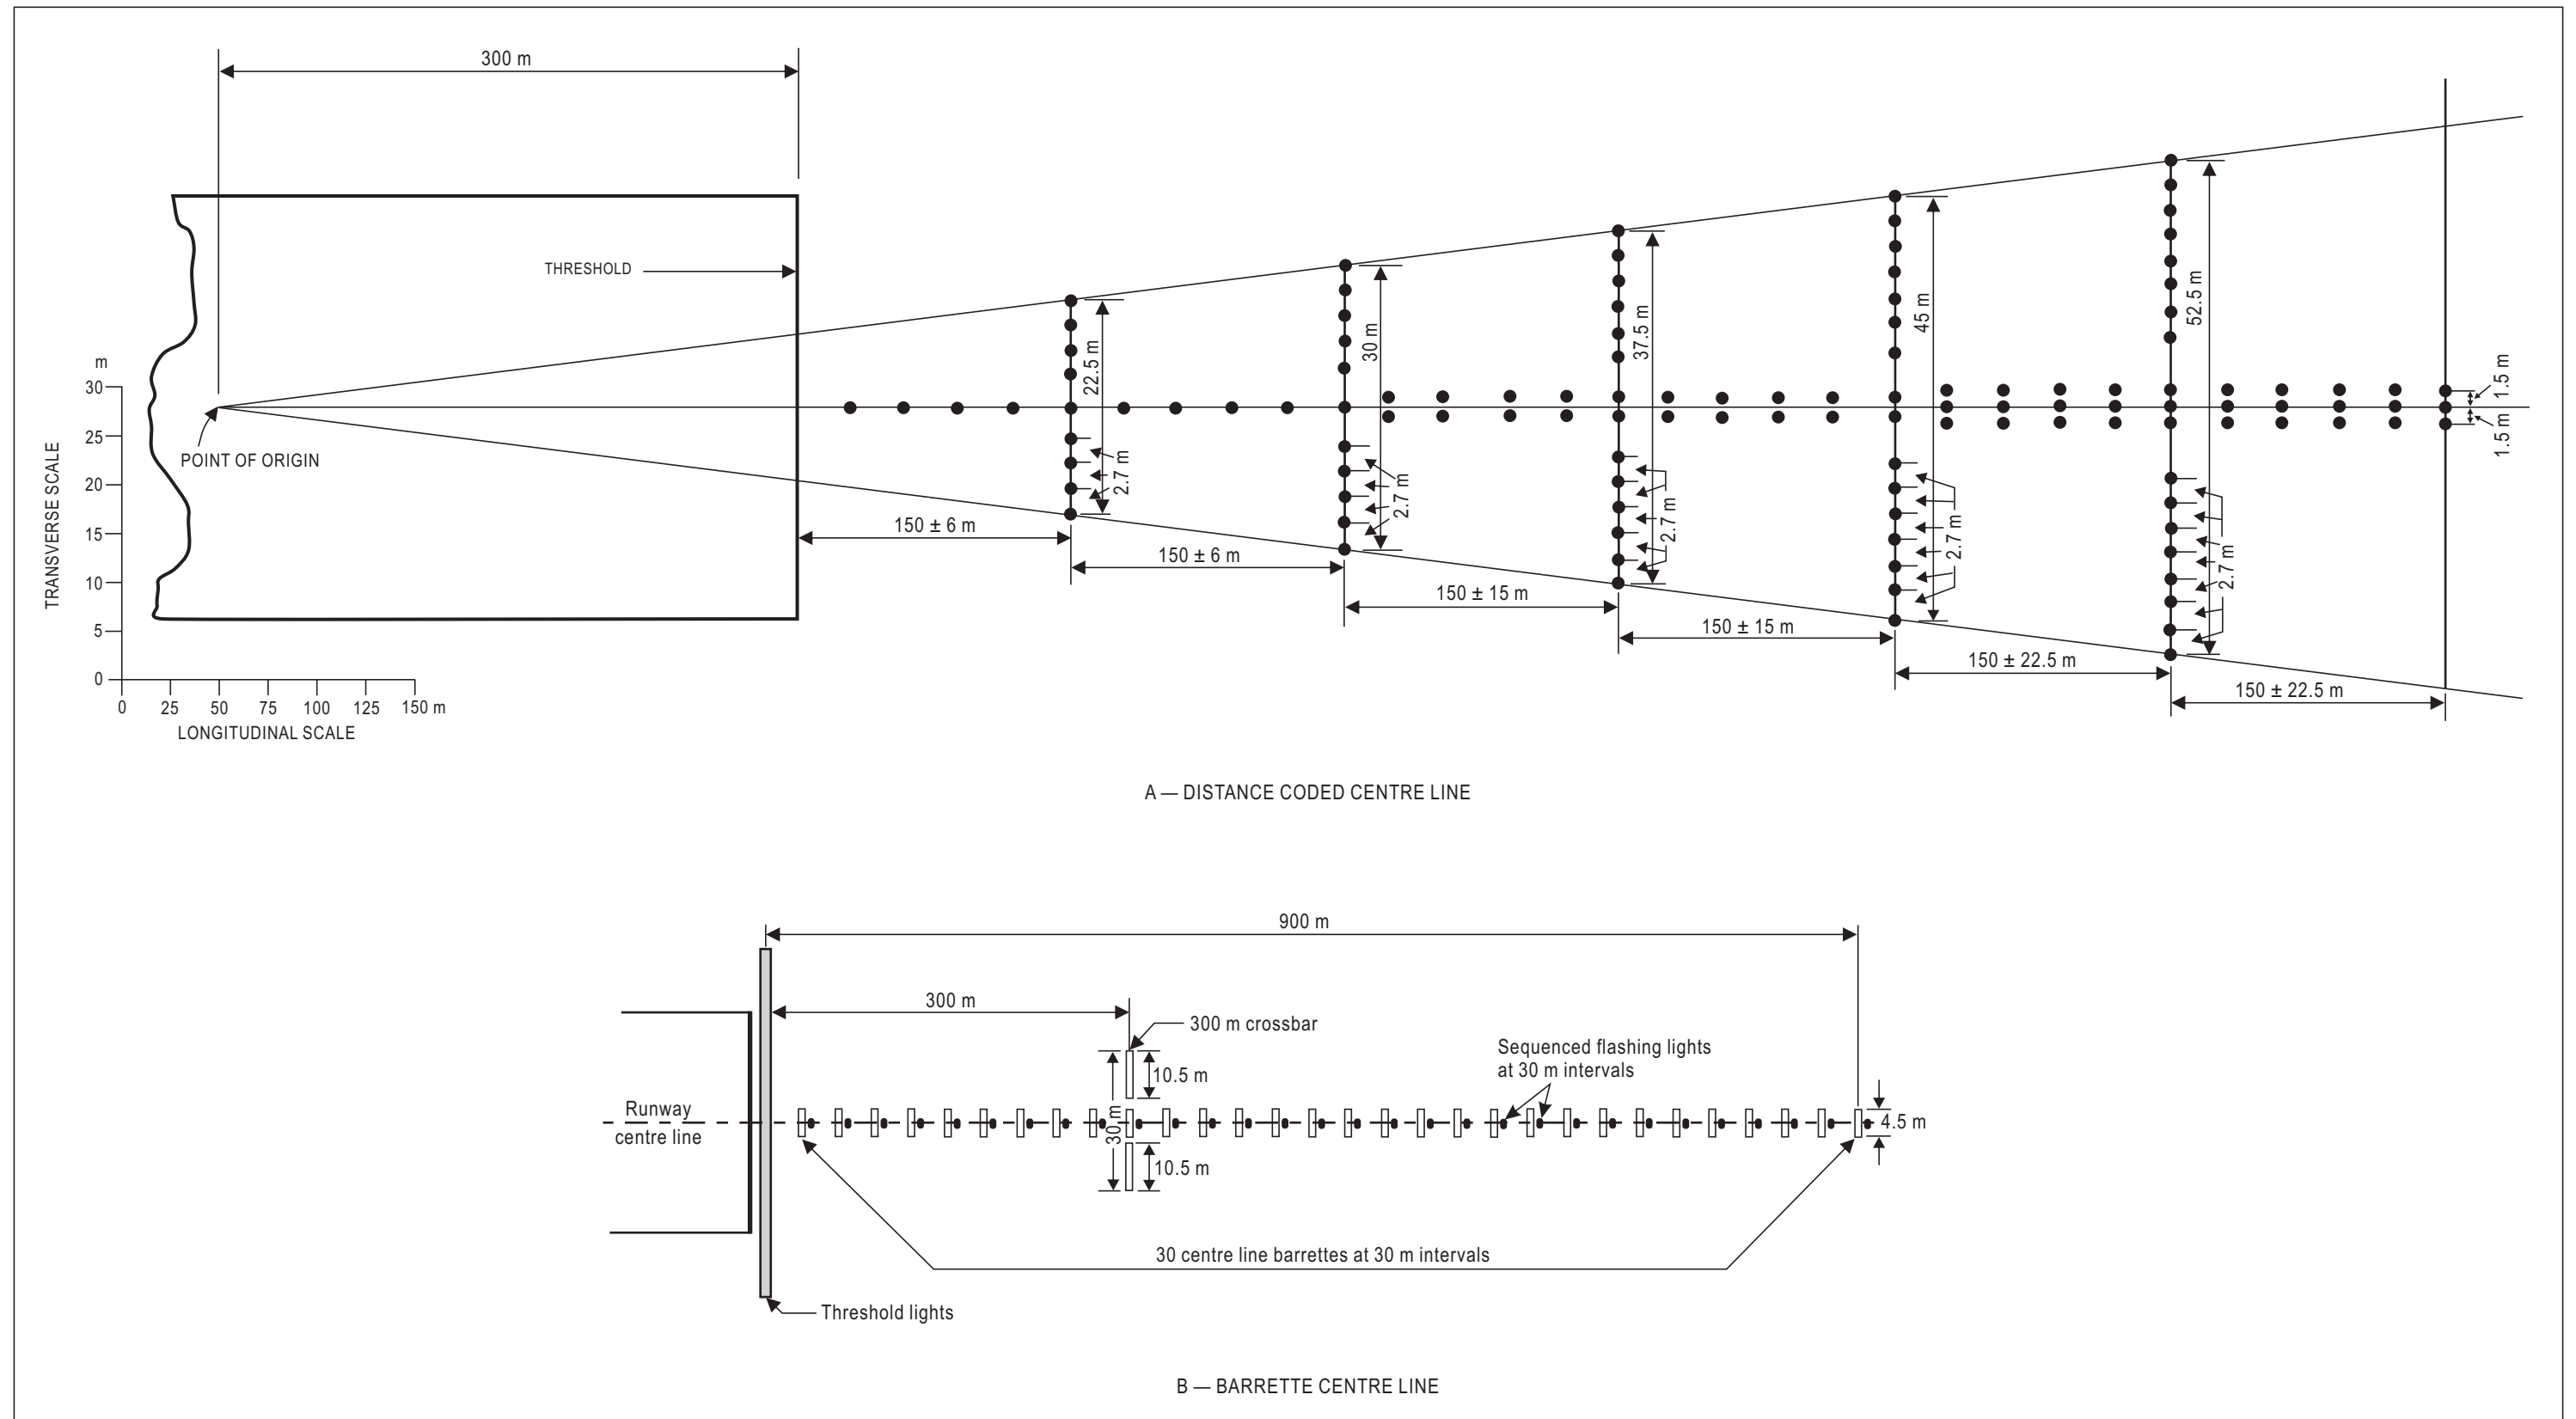 300 m
THRESHOLD
POINT OF ORIGIN
m
30
25
20
15
10
5
0
TRANSVERSE SCALE
0 25 50 75 100 125 150 m
LONGITUDINAL SCALE
22.5 m
2.7 m
30 m
2.7 m
37.5 m
2.7 m
45 m
2.7 m
52.5 m
2.7 m
1.5 m
1.5 m
150 ± 6 m
150 ± 6 m
150 ± 15 m
150 ± 15 m
150 ± 22.5 m
150 ± 22.5 m
A — DISTANCE CODED CENTRE LINE
900 m
300 m
300 m crossbar
Sequenced flashing lights
at 30 m intervals
10.5 m
30 m
10.5 m
Runway
centre line
4.5 m
30 centre line barrettes at 30 m intervals
Threshold lights
B — BARRETTE CENTRE LINE